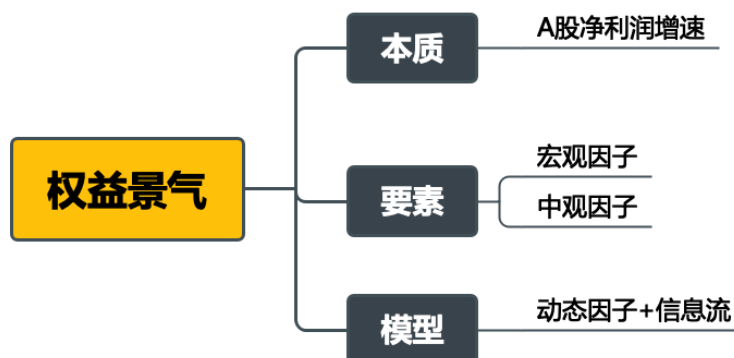 权益景气
本质
A股净利润增速
要素
宏观因子
中观因子
模型
动态因子+信息流